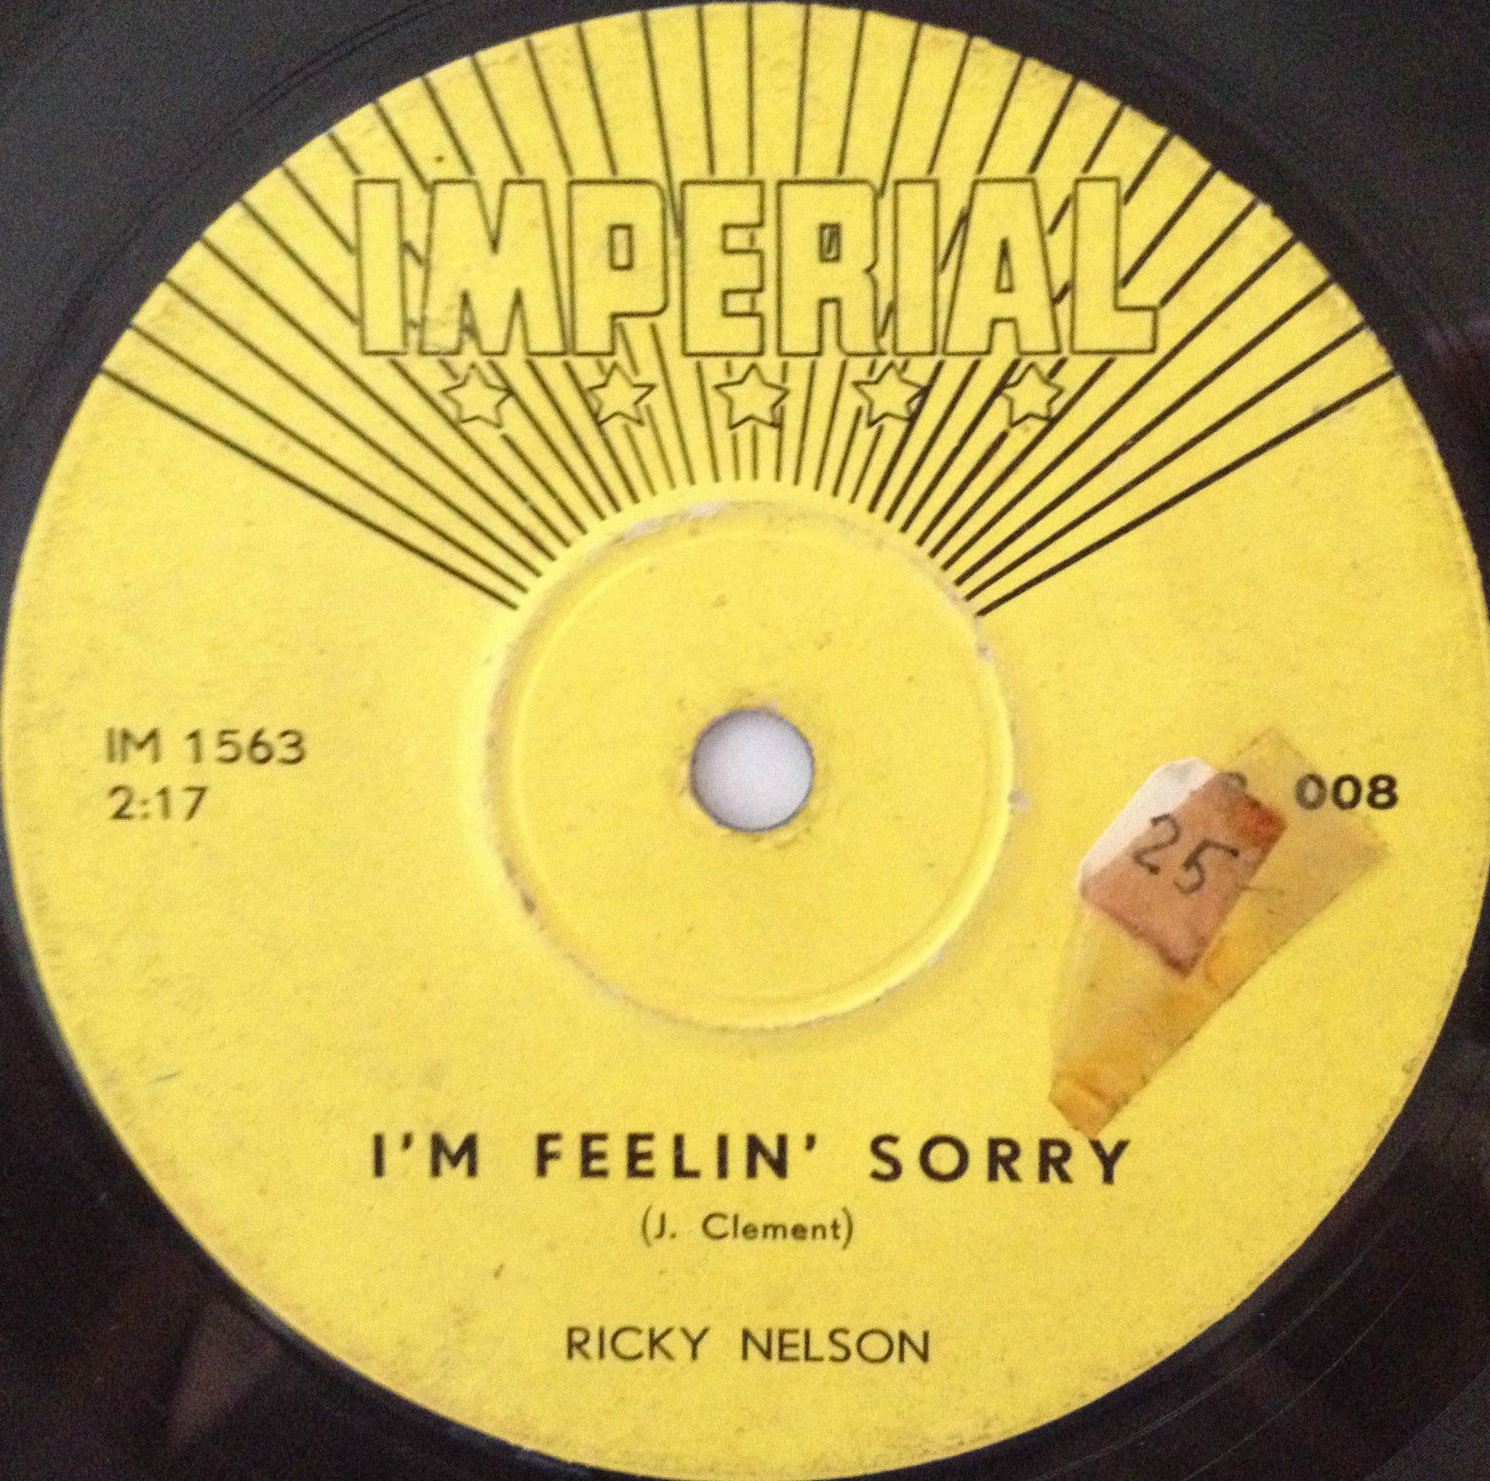 IMPERIAL
IM 1563
2:17
008
25
I'M FEELIN' SORRY
(J. Clement)
RICKY NELSON